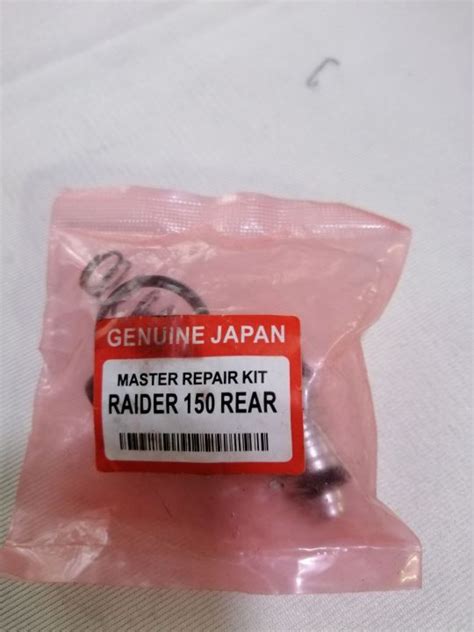 GENUINE JAPAN
MASTER REPAIR KIT
RAIDER 150 REAR